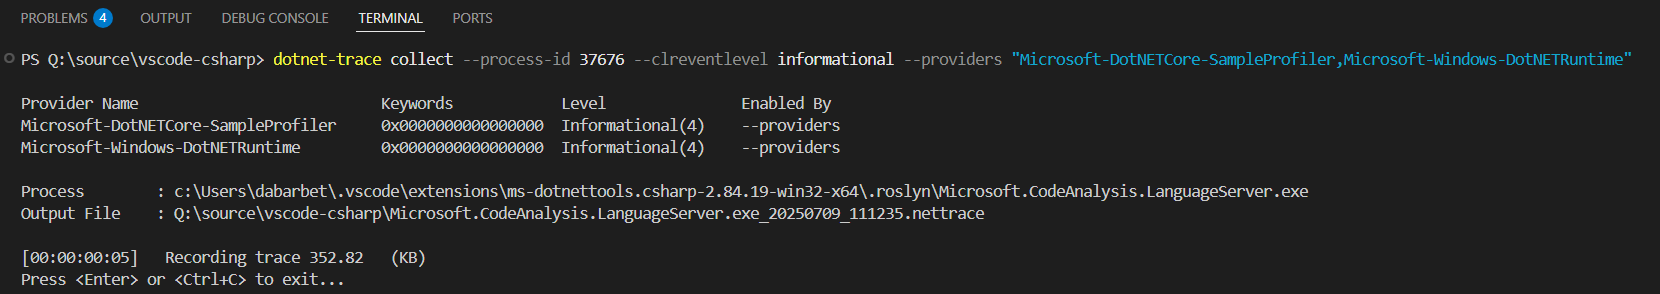 PROBLEMS 4 OUTPUT DEBUG CONSOLE TERMINAL PORTS
PS Q:\source\vscode-csharp> dotnet-trace collect --process-id 37676 --clreventlevel informational --providers "Microsoft-DotNETCore-SampleProfiler,Microsoft-Windows-DotNETRuntime"
Provider Name Keywords Level Enabled By
Microsoft-DotNETCore-SampleProfiler 0x0000000000000000 Informational(4) --providers
Microsoft-Windows-DotNETRuntime 0x0000000000000000 Informational(4) --providers
Process : c:\Users\dabarbet\.vscode\extensions\ms-dotnettools.csharp-2.84.19-win32-x64\.roslyn\Microsoft.CodeAnalysis.LanguageServer.exe
Output File : Q:\source\vscode-csharp\Microsoft.CodeAnalysis.LanguageServer.exe_20250709_111235.nettrace
[00:00:00:05] Recording trace 352.82 (KB)
Press <Enter> or <Ctrl+C> to exit...